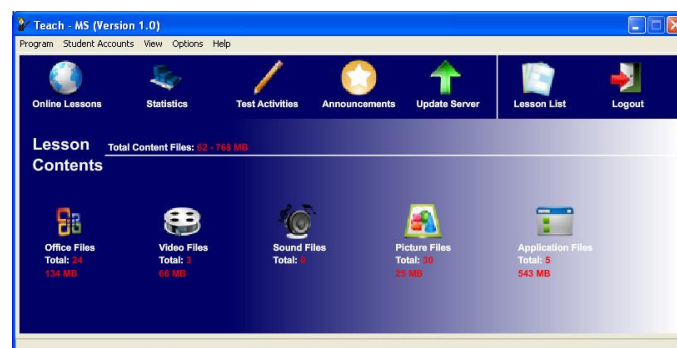 Teach - MS (Version 1.0)
Program Student Accounts View Options Help
Online Lessons Statistics Test Activities Announcements Update Server Lesson List Logout
Lesson Contents
Total Content Files: 62 - 768 MB
Office Files
Total: 24
134 MB
Video Files
Total: 3
66 MB
Sound Files
Total: 0
Picture Files
Total: 30
25 MB
Application Files
Total: 5
543 MB